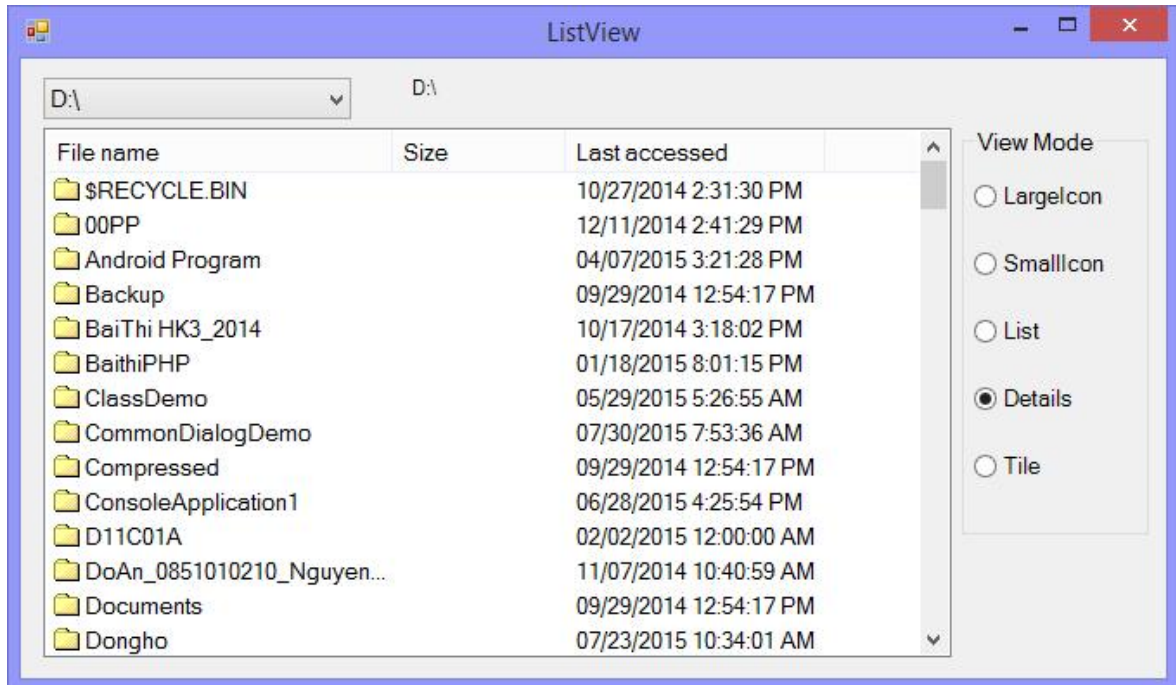 ListView
D:\ D:\
File name Size Last accessed
$RECYCLE.BIN 10/27/2014 2:31:30 PM
00PP 12/11/2014 2:41:29 PM
Android Program 04/07/2015 3:21:28 PM
Backup 09/29/2014 12:54:17 PM
BaiThi HK3_2014 10/17/2014 3:18:02 PM
BaithiPHP 01/18/2015 8:01:15 PM
ClassDemo 05/29/2015 5:26:55 AM
CommonDialogDemo 07/30/2015 7:53:36 AM
Compressed 09/29/2014 12:54:17 PM
ConsoleApplication1 06/28/2015 4:25:54 PM
D11C01A 02/02/2015 12:00:00 AM
DoAn_0851010210_Nguyen... 11/07/2014 10:40:59 AM
Documents 09/29/2014 12:54:17 PM
Dongho 07/23/2015 10:34:01 AM
View Mode
LargeIcon
SmallIcon
List
Details
Tile